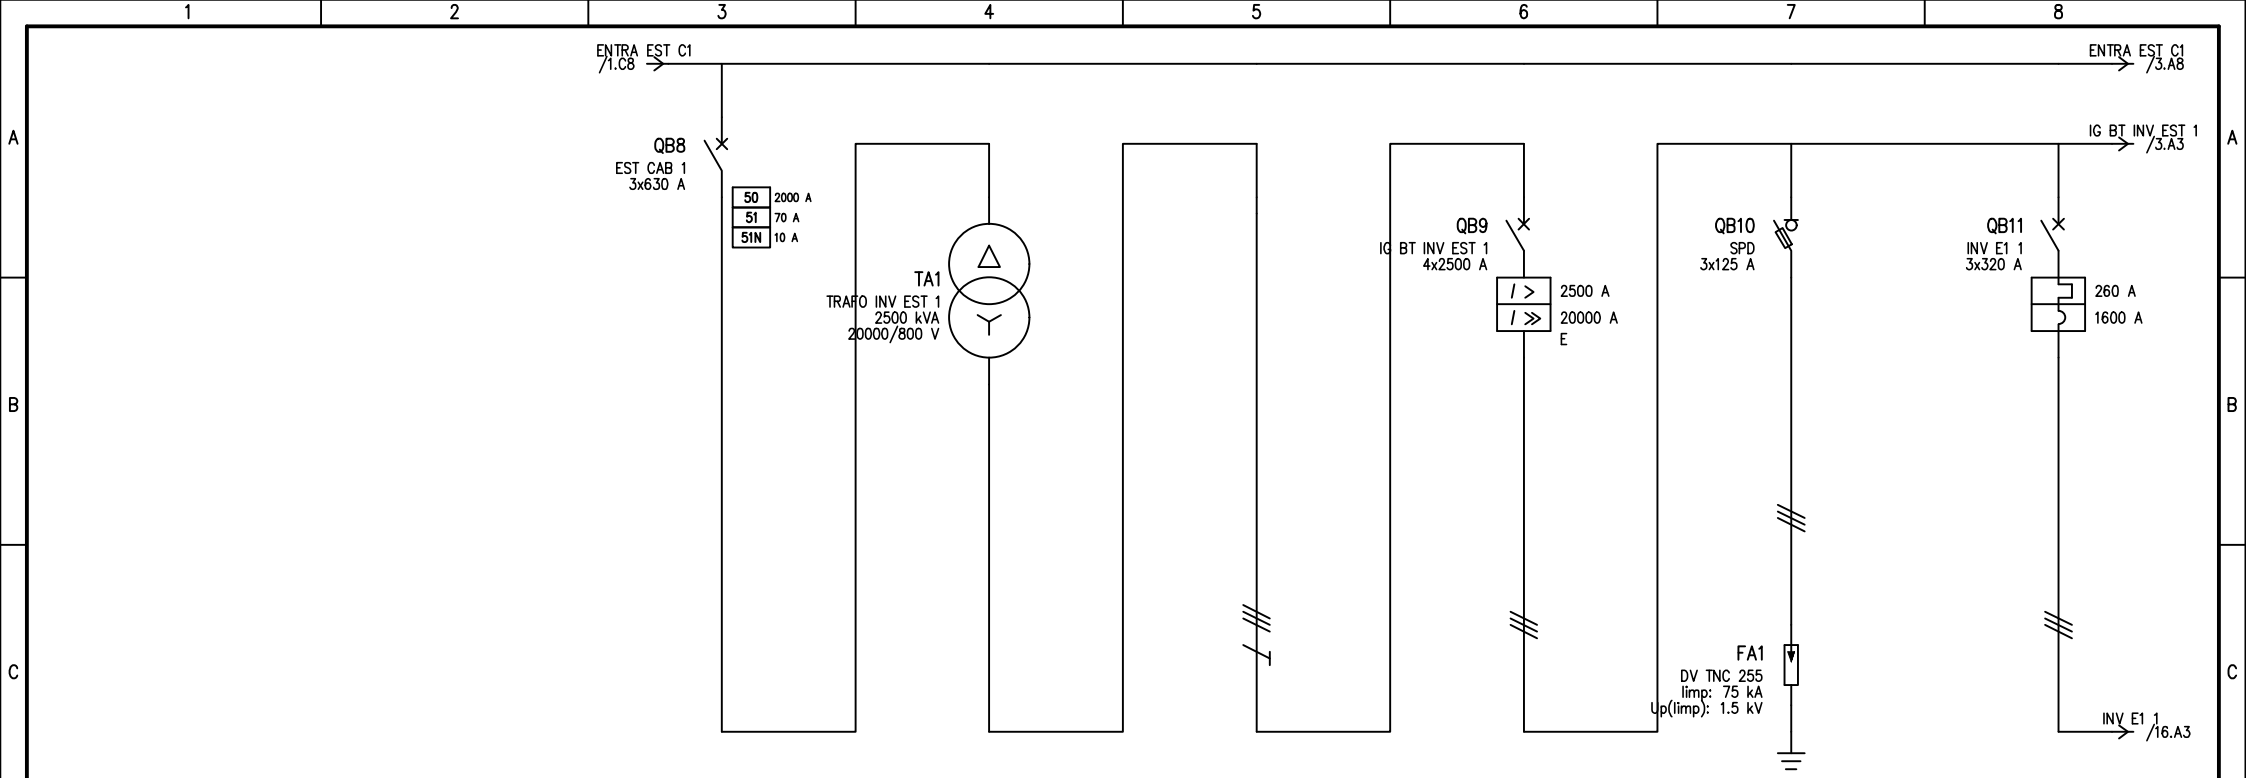 1 2 3 4 5 6 7 8
ENTRA EST C1
/1.C8
ENTRA EST C1
/3.A8
IG BT INV EST 1
/3.A3
A
A
QB8
EST CAB 1
3x630 A
50 2000 A
51 70 A
51N 10 A
TA1
TRAFO INV EST 1
2500 kVA
20000/800 V
QB9
IG BT INV EST 1
4x2500 A
I > 2500 A
I >> 20000 A
E
QB10
SPD
3x125 A
QB11
INV E1 1
3x320 A
260 A
1600 A
B
B
C
C
FA1
DV TNC 255
Iimp: 75 kA
Up(Iimp): 1.5 kV
INV E1 1
/16.A3